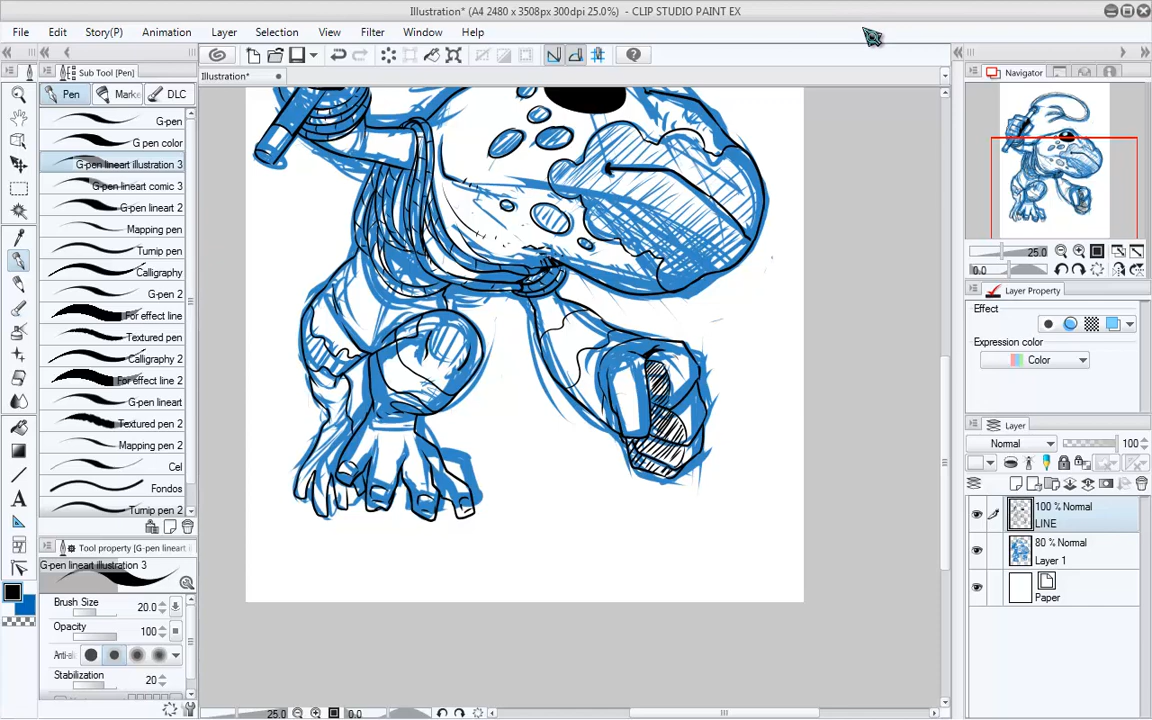 Illustration* (A4 2480 x 3508px 300dpi 25.0%) - CLIP STUDIO PAINT EX
File Edit Story(P) Animation Layer Selection View Filter Window Help
Sub Tool [Pen]
Illustration*
Navigator
Pen Marke DLC
G-pen
G pen color
G-pen lineart illustration 3
G-pen lineart comic 3
G-pen lineart 2
Mapping pen
Turnip pen
Calligraphy
G-pen 2
For effect line
Textured pen
Calligraphy 2
For effect line 2
G-pen lineart
Textured pen 2
Mapping pen 2
Cel
Fondos
Turnip pen 2
25.0
0.0
Layer Property
Effect
Expression color
Color
Layer
Normal 100
100 % Normal
LINE
80 % Normal
Layer 1
Paper
Tool property [G-pen lineart il
G-pen lineart illustration 3
Brush Size 20.0
Opacity 100
Anti-al
Stabilization 20
25.0 0.0